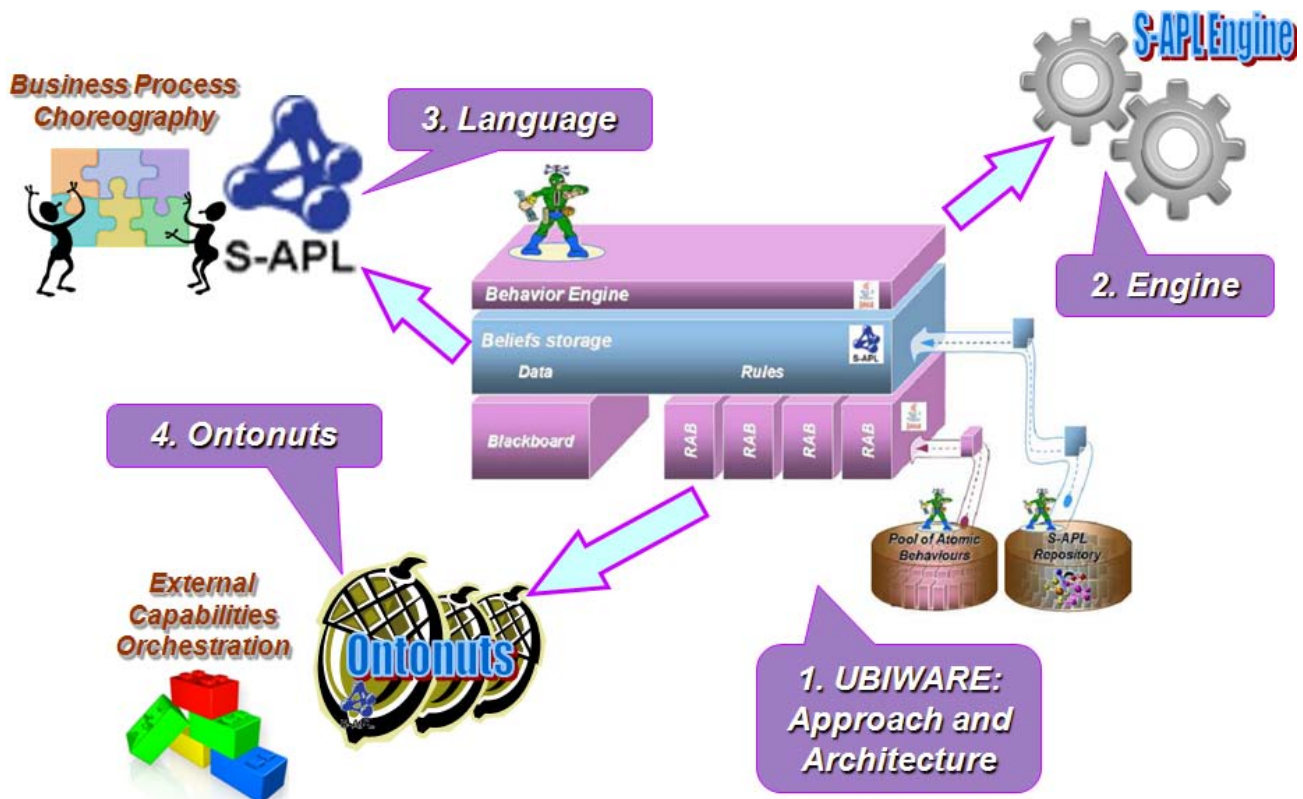 S-APL Engine
Business Process
Choreography
3. Language
S-APL
2. Engine
Behavior Engine
Beliefs storage
S-APL
Data
Rules
4. Ontonuts
Blackboard
RAB
RAB
RAB
RAB
Pool of Atomic
Behaviours
S-APL
Repository
External
Capabilities
Orchestration
Ontonuts
S-APL
1. UBIWARE:
Approach and
Architecture